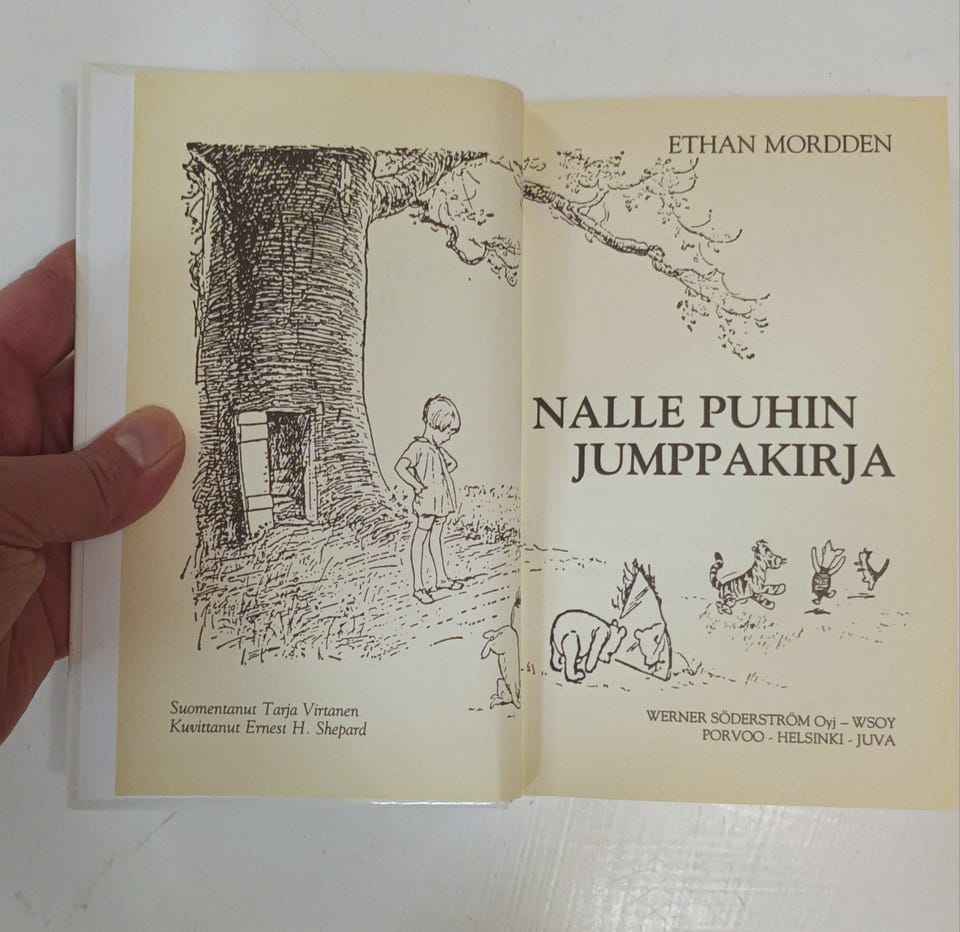 Suomentanut Tarja Virtanen
Kuvittanut Ernest H. Shepard
ETHAN MORDDEN
NALLE PUHIN
JUMPPAKIRJA
WERNER SÖDERSTRÖM Oyj – WSOY
PORVOO - HELSINKI - JUVA